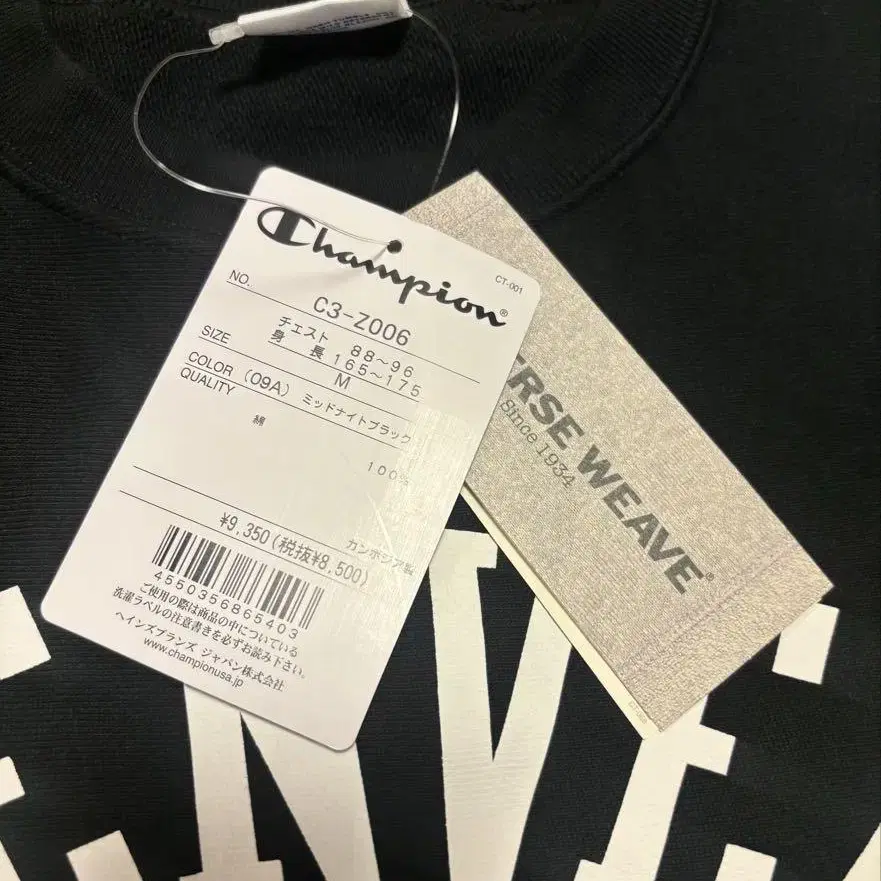 Champion®
CT-001
NO.
C3-Z006
SIZE
チェスト 88~96
身長 165~175
M
COLOR (09A) ミッドナイトブラック
QUALITY
綿
100%
カンボジア製
¥9,350(税抜¥8,500)
4550356865403
ご使用の際は商品の中についている
洗濯ラベルの注意書きを必ずお読み下さい。
ヘインズブランズ ジャパン株式会社
www.championusa.jp
ERSE WEAVE®
Since 1934